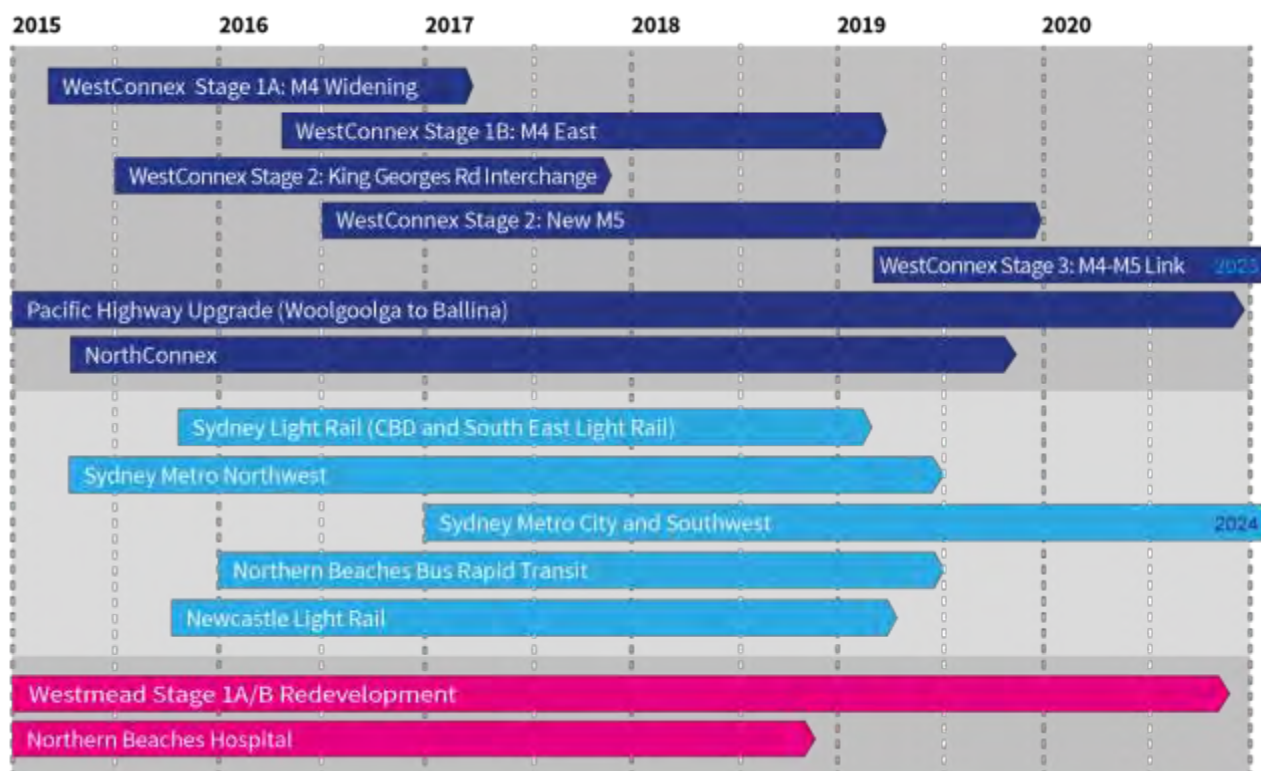 2015 2016 2017 2018 2019 2020
WestConnex Stage 1A: M4 Widening
WestConnex Stage 1B: M4 East
WestConnex Stage 2: King Georges Rd Interchange
WestConnex Stage 2: New M5
WestConnex Stage 3: M4-M5 Link 2023
Pacific Highway Upgrade (Woolgoolga to Ballina)
NorthConnex
Sydney Light Rail (CBD and South East Light Rail)
Sydney Metro Northwest
Sydney Metro City and Southwest 2024
Northern Beaches Bus Rapid Transit
Newcastle Light Rail
Westmead Stage 1A/B Redevelopment
Northern Beaches Hospital